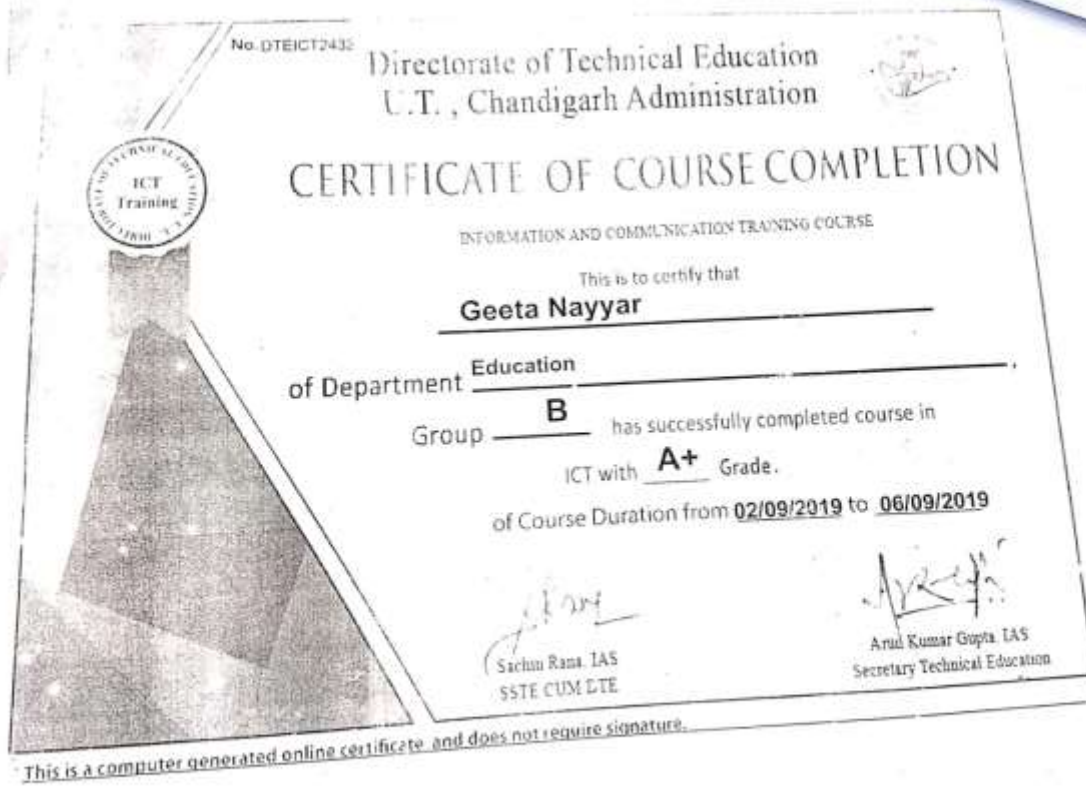 No. DTEICT2432
Directorate of Technical Education
U.T. , Chandigarh Administration
ICT
Training
CERTIFICATE OF COURSE COMPLETION
INFORMATION AND COMMUNICATION TRAINING COURSE
This is to certify that
Geeta Nayyar
of Department Education
Group B has successfully completed course in
ICT with A+ Grade.
of Course Duration from 02/09/2019 to 06/09/2019
Sachin Rana, IAS
SSTE CUM DTE
Kumar Gupta, IAS
Secretary Technical Education
This is a computer generated online certificate and does not require signature.